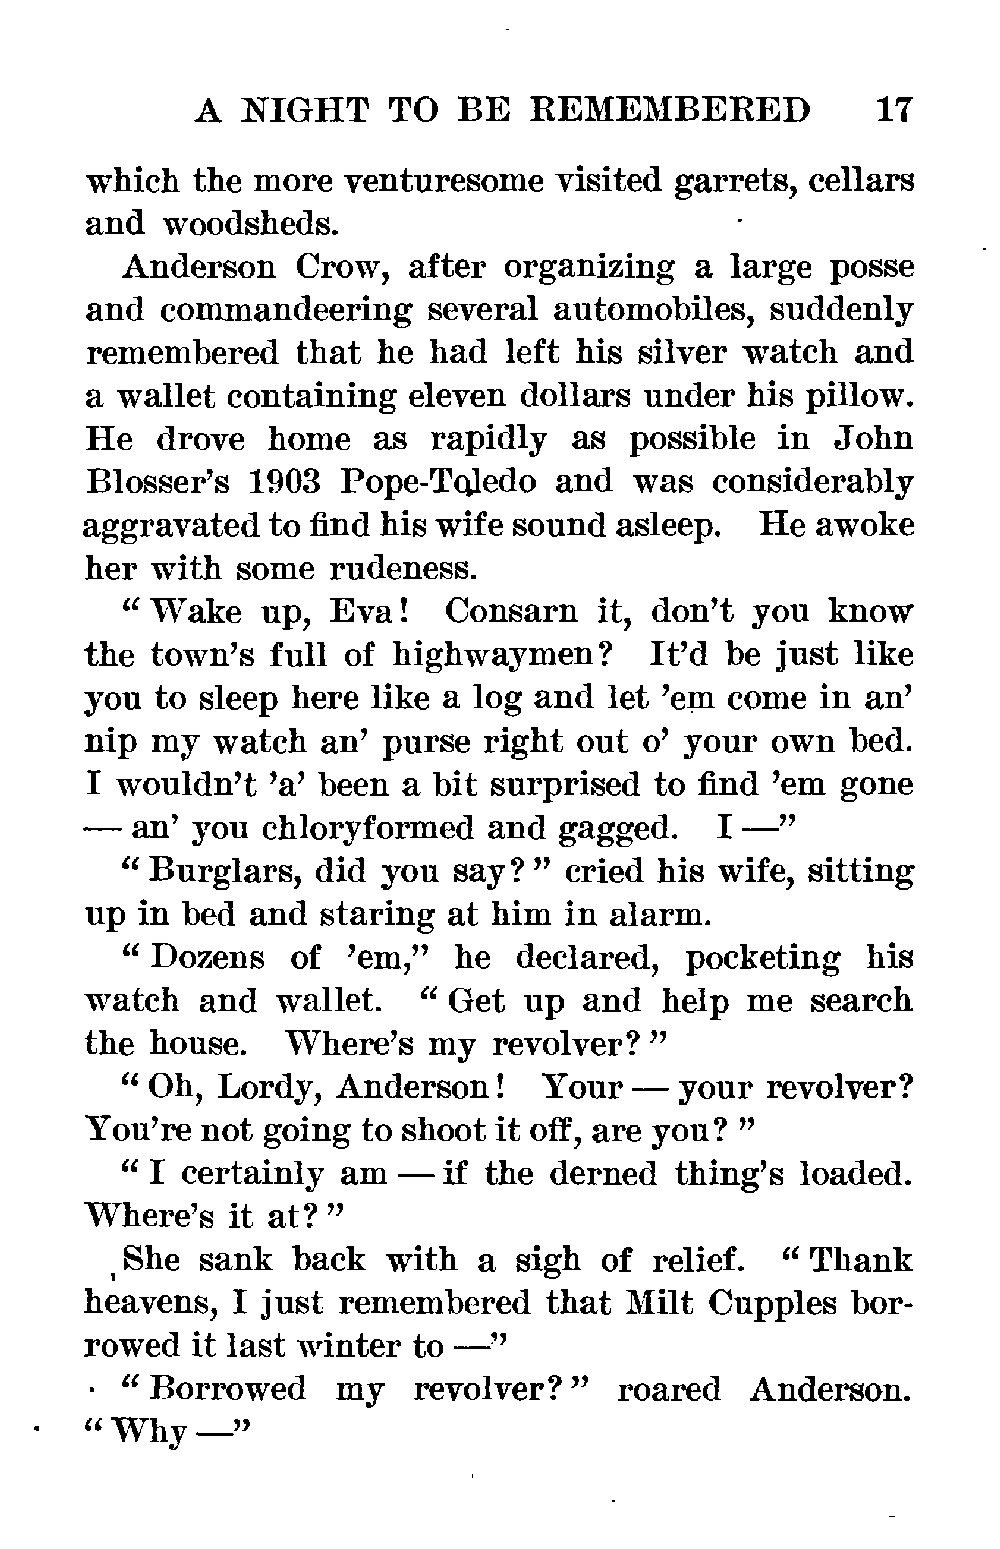 A NIGHT TO BE REMEMBERED 17
which the more venturesome visited garrets, cellars
and woodsheds.
Anderson Crow, after organizing a large posse
and commandeering several automobiles, suddenly
remembered that he had left his silver watch and
a wallet containing eleven dollars under his pillow.
He drove home as rapidly as possible in John
Blosser's 1903 Pope-Toledo and was considerably
aggravated to find his wife sound asleep. He awoke
her with some rudeness.
“ Wake up, Eva! Consarn it, don't you know
the town's full of highwaymen? It'd be just like
you to sleep here like a log and let 'em come in an'
nip my watch an' purse right out o' your own bed.
I wouldn't 'a' been a bit surprised to find 'em gone
— an' you chloryformed and gagged. I —”
“ Burglars, did you say? ” cried his wife, sitting
up in bed and staring at him in alarm.
“ Dozens of 'em,” he declared, pocketing his
watch and wallet. “ Get up and help me search
the house. Where's my revolver? ”
“ Oh, Lordy, Anderson! Your — your revolver?
You're not going to shoot it off, are you? ”
“ I certainly am — if the derned thing's loaded.
Where's it at? ”
She sank back with a sigh of relief. “ Thank
heavens, I just remembered that Milt Cupples bor-
rowed it last winter to —”
“ Borrowed my revolver? ” roared Anderson.
“ Why —”